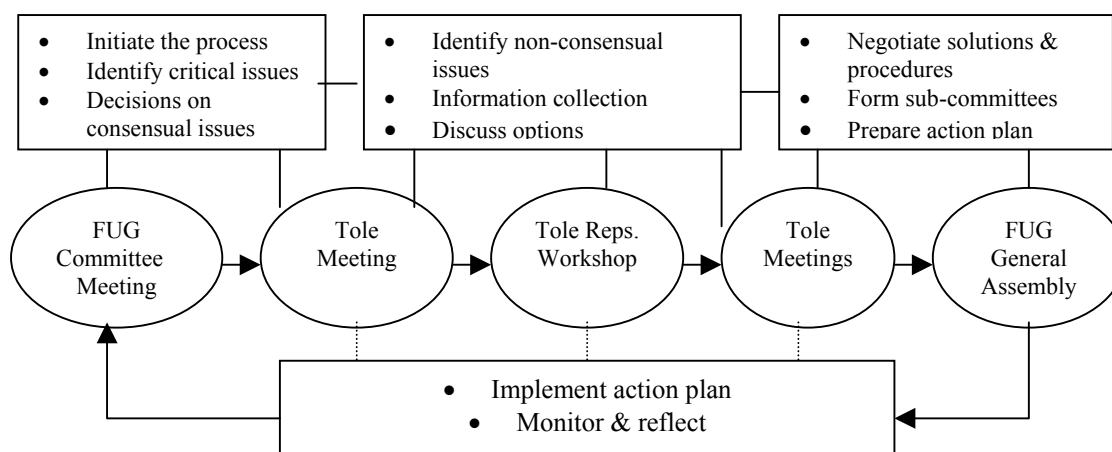 • Initiate the process
• Identify critical issues
• Decisions on
consensual issues
• Identify non-consensual
issues
• Information collection
• Discuss options
• Negotiate solutions &
procedures
• Form sub-committees
• Prepare action plan
FUG
Committee
Meeting
Tole
Meeting
Tole Reps.
Workshop
Tole
Meetings
FUG
General
Assembly
• Implement action plan
• Monitor & reflect